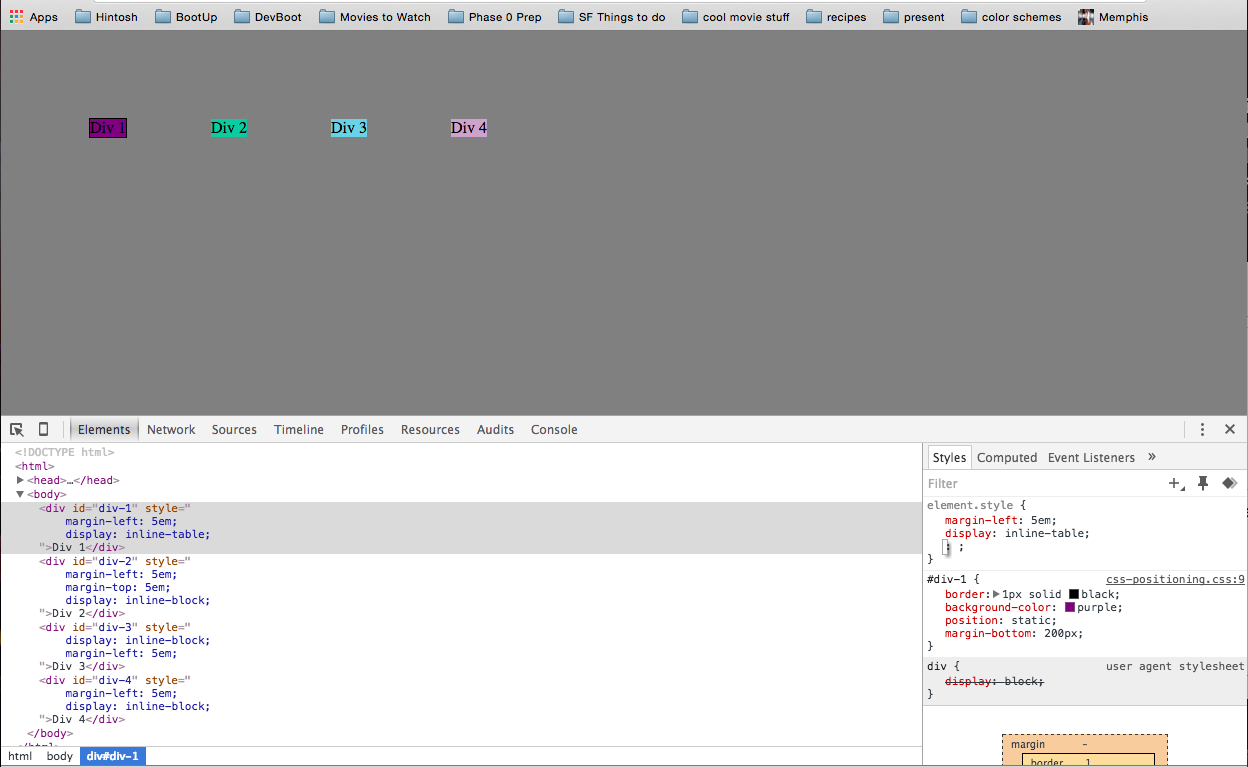 Apps Hintosh BootUp DevBoot Movies to Watch Phase 0 Prep SF Things to do cool movie stuff recipes present color schemes Memphis
Div 1 Div 2 Div 3 Div 4
Elements Network Sources Timeline Profiles Resources Audits Console
<!DOCTYPE html>
<html>
<head>…</head>
<body>
<div id="div-1" style="
margin-left: 5em;
display: inline-table;
">Div 1</div>
<div id="div-2" style="
margin-left: 5em;
margin-top: 5em;
display: inline-block;
">Div 2</div>
<div id="div-3" style="
display: inline-block;
margin-left: 5em;
">Div 3</div>
<div id="div-4" style="
margin-left: 5em;
display: inline-block;
">Div 4</div>
</body>
</html>
html body div#div-1
Styles Computed Event Listeners »
Filter
element.style {
margin-left: 5em;
display: inline-table;
: ;
}
#div-1 { css-positioning.css:9
border: 1px solid black;
background-color: purple;
position: static;
margin-bottom: 200px;
}
div { user agent stylesheet
display: block;
}
margin -
border 1